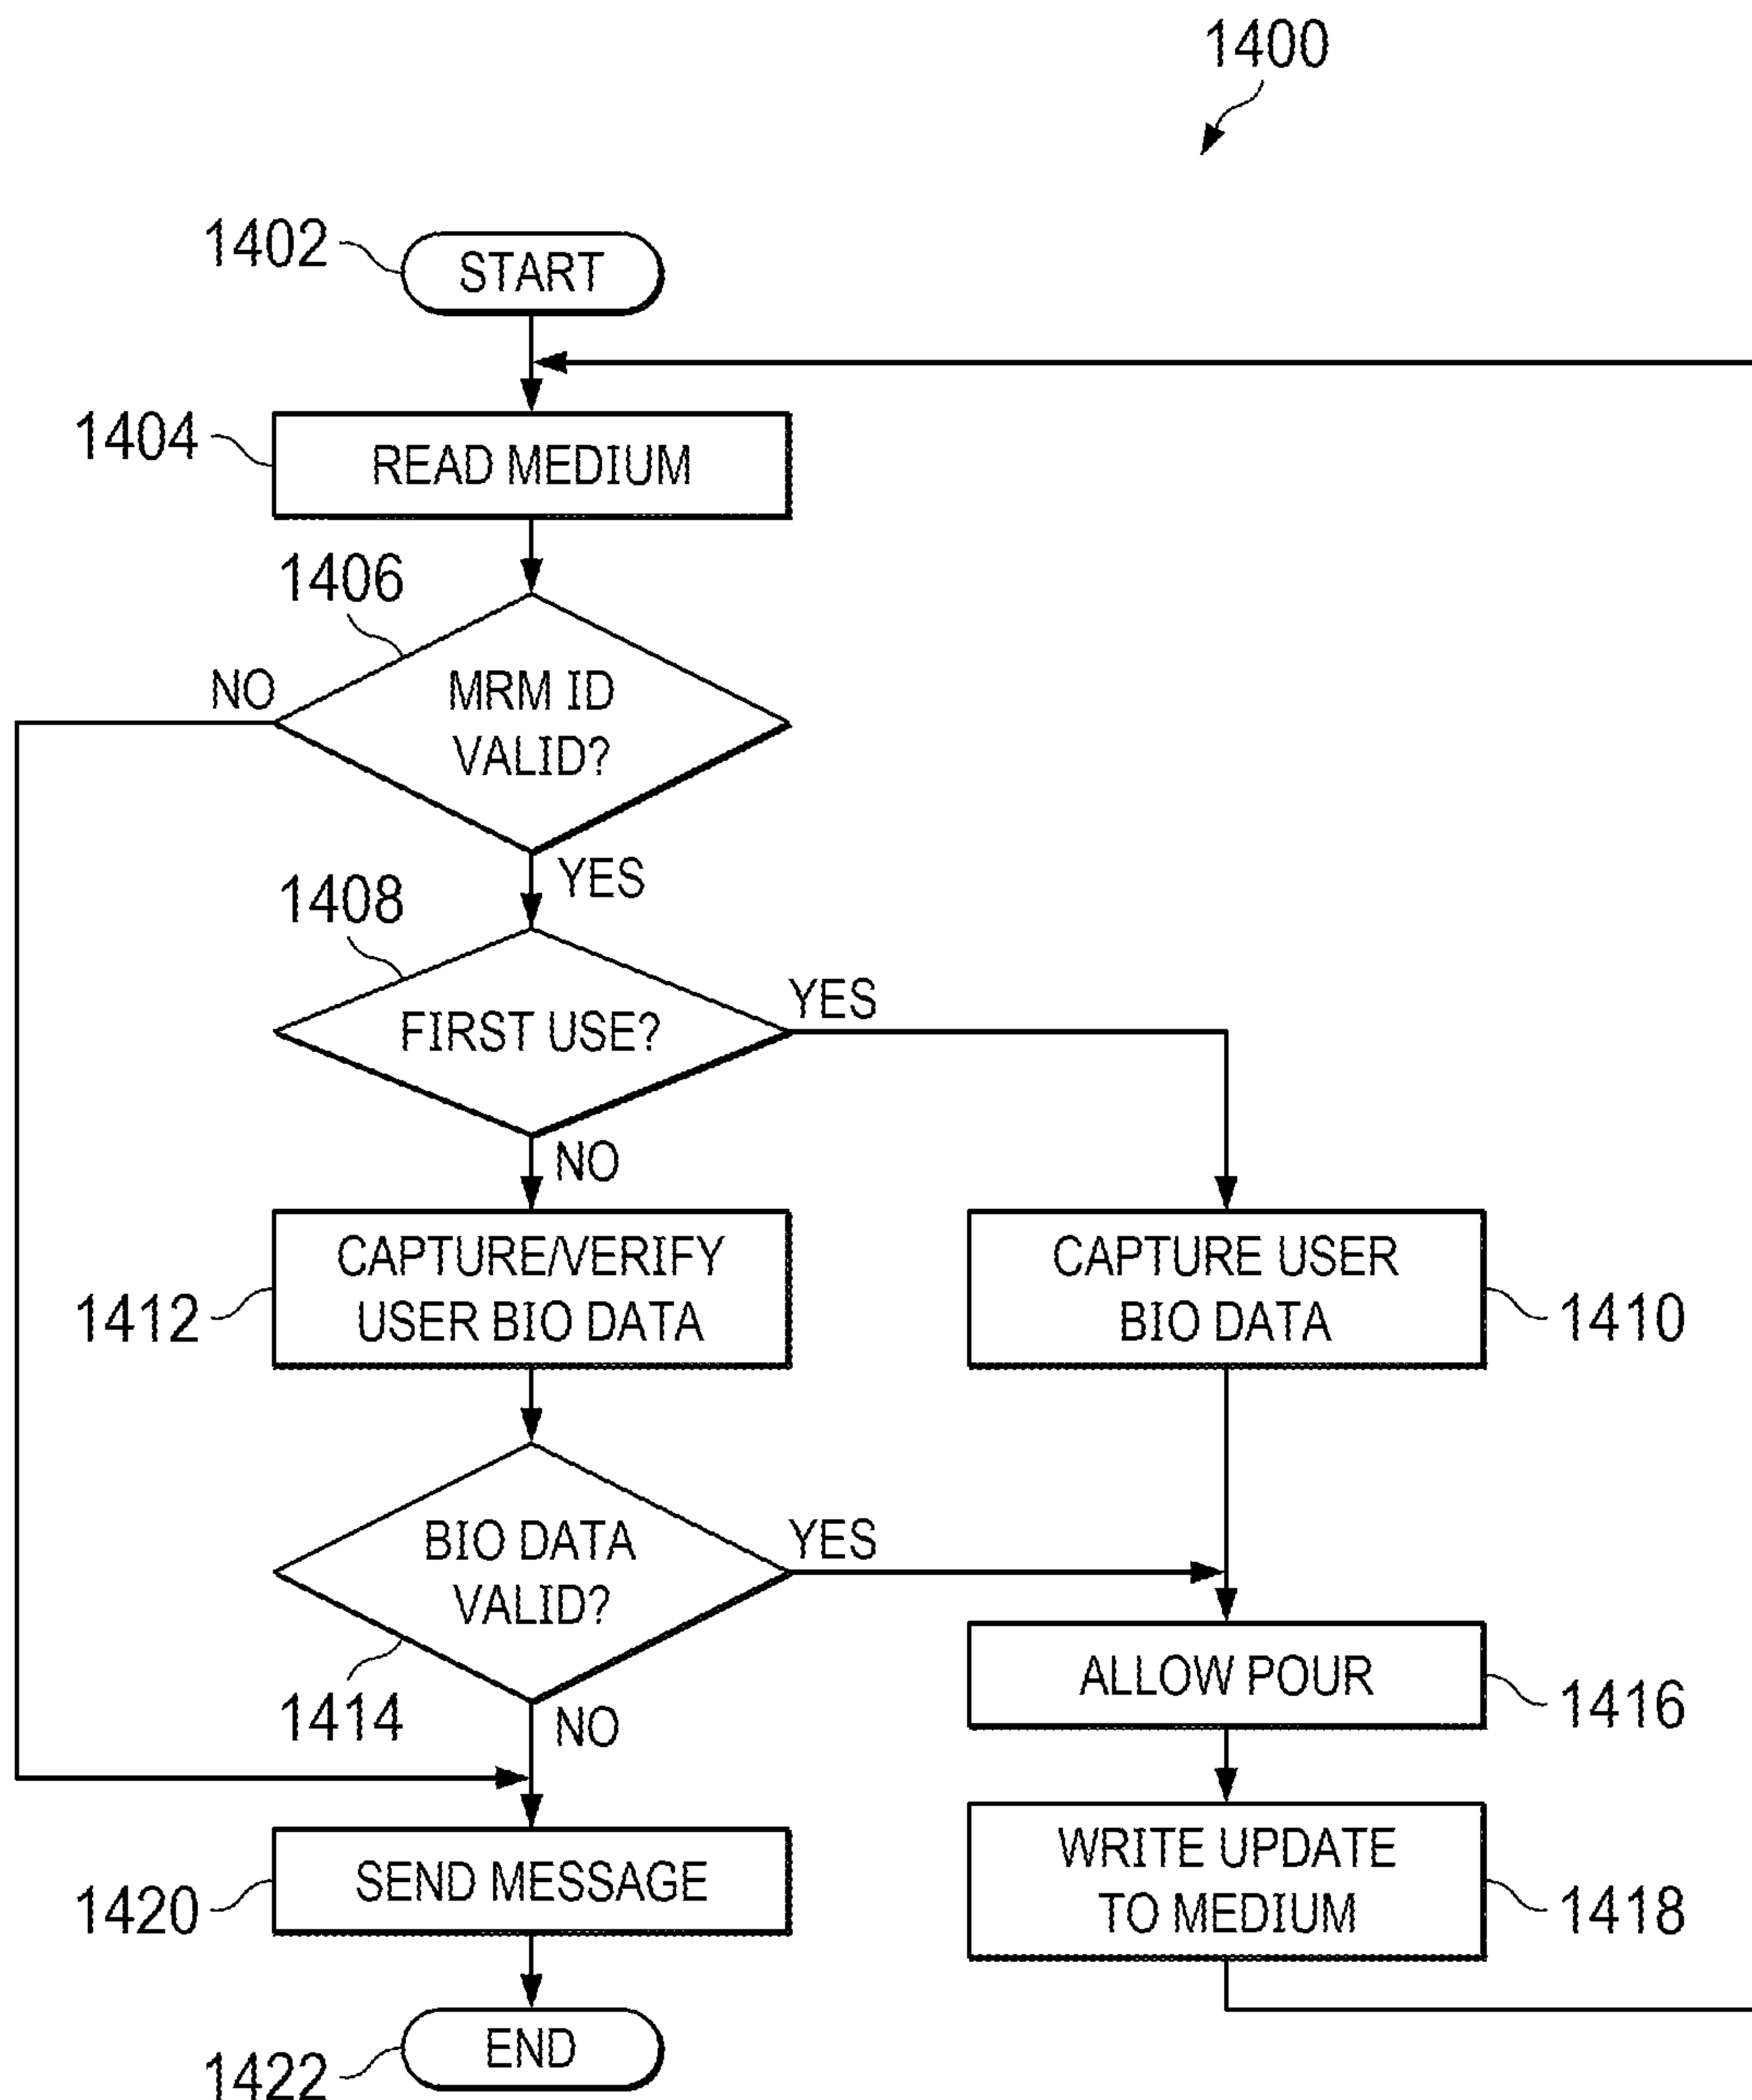 1400
1402
START
1404
READ MEDIUM
1406
NO
MRM ID
VALID?
YES
1408
YES
FIRST USE?
NO
CAPTURE/VERIFY
USER BIO DATA
1412
CAPTURE USER
BIO DATA
1410
BIO DATA
VALID?
YES
1414
NO
ALLOW POUR
1416
SEND MESSAGE
1420
WRITE UPDATE
TO MEDIUM
1418
END
1422